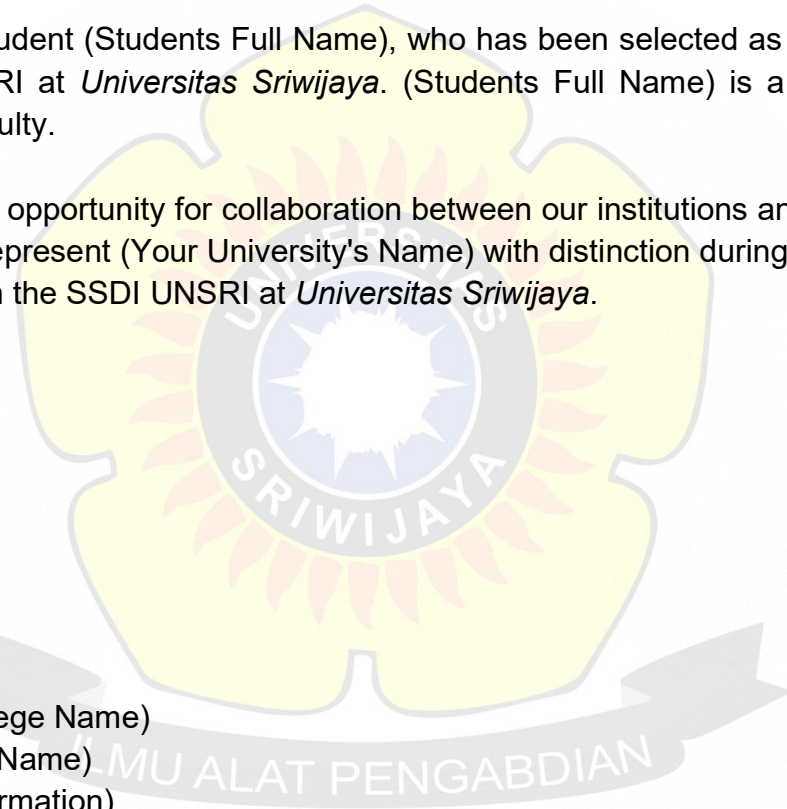 udent (Students Full Name), who has been selected as
RI at Universitas Sriwijaya. (Students Full Name) is a
ulty.
opportunity for collaboration between our institutions an
epresent (Your University's Name) with distinction during
n the SSDI UNSRI at Universitas Sriwijaya.
UNIVERSITAS
SRIWIJAYA
ege Name)
Name)
ILMU ALAT PENGABDIAN
rmation)